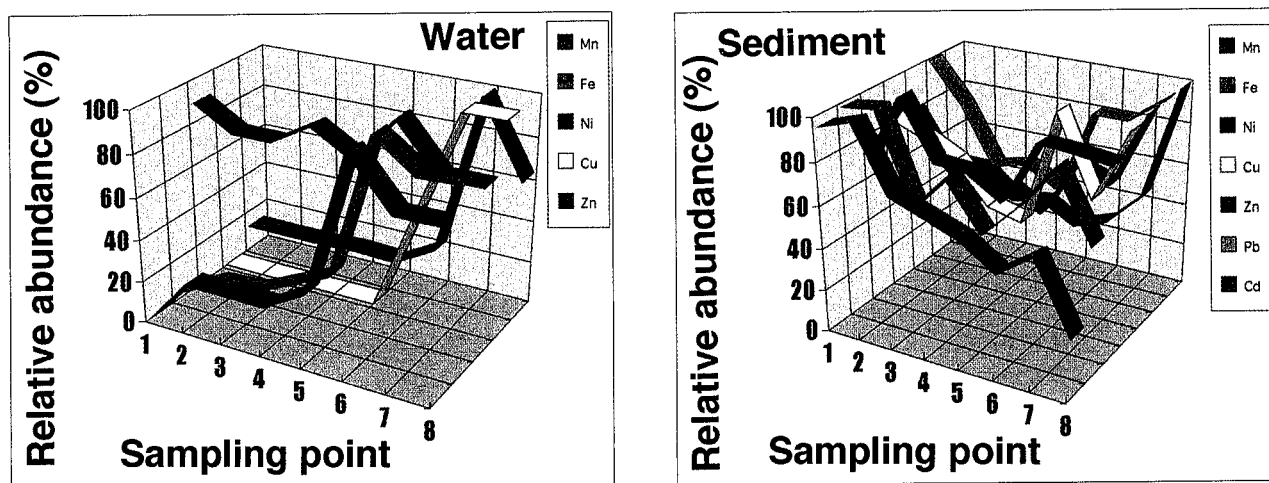 Water
Relative abundance (%)
100
80
60
40
20
0
1 2 3 4 5 6 7 8
Sampling point
Mn
Fe
Ni
Cu
Zn
Sediment
Relative abundance (%)
100
80
60
40
20
0
1 2 3 4 5 6 7 8
Sampling point
Mn
Fe
Ni
Cu
Zn
Pb
Cd